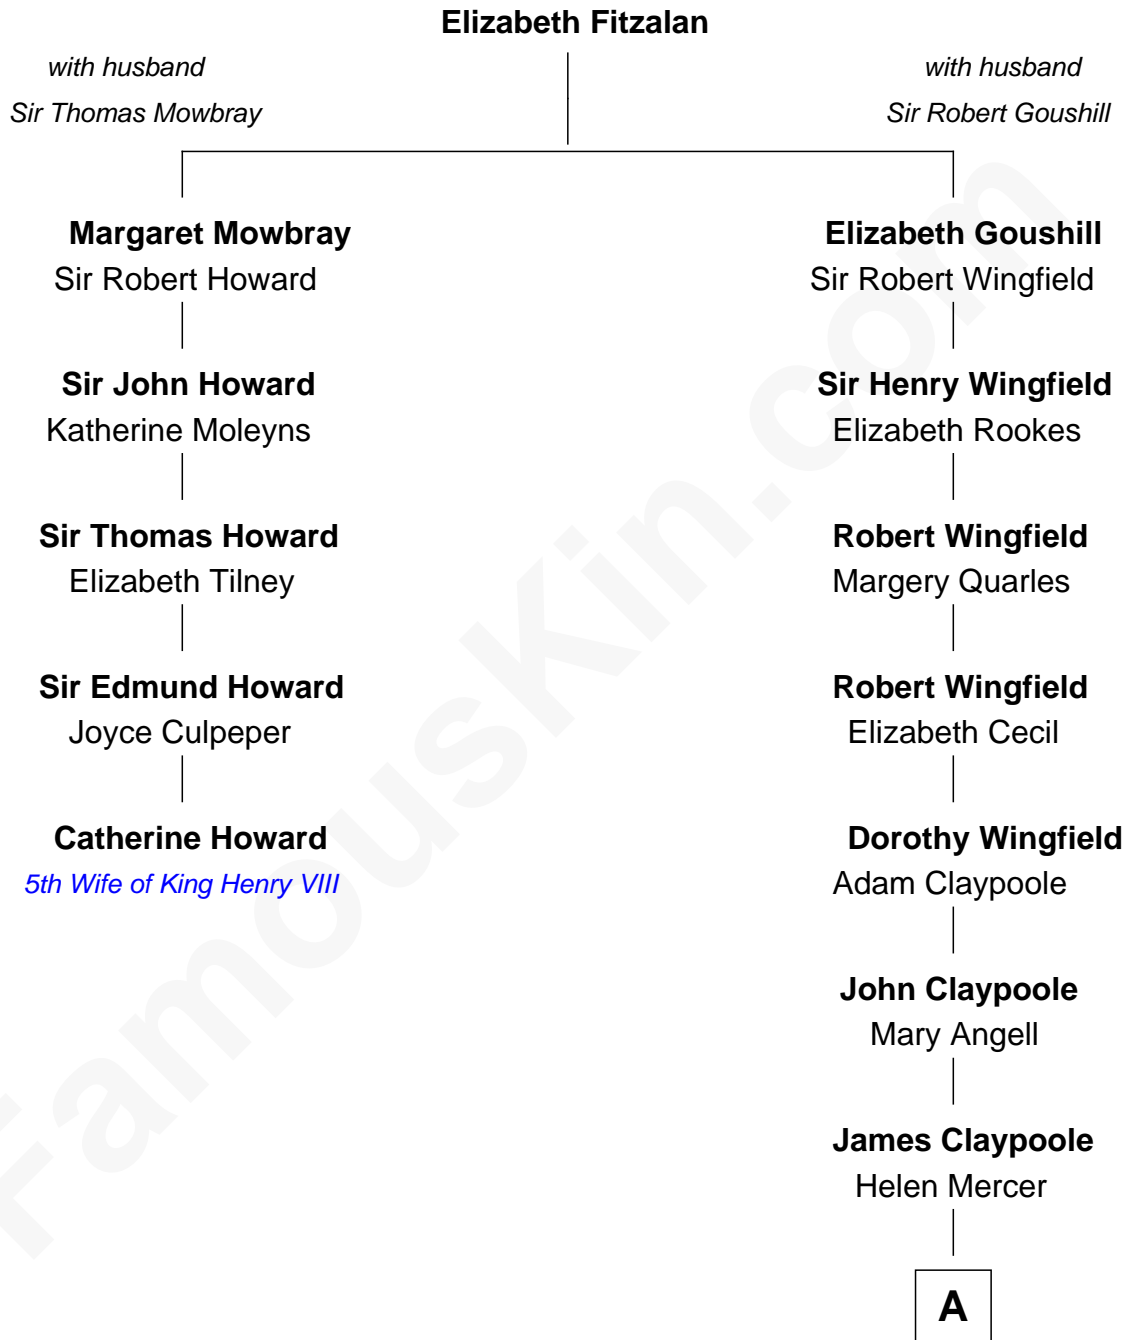 Elizabeth Fitzalan
with husband
Sir Thomas Mowbray
with husband
Sir Robert Goushill
Margaret Mowbray
Sir Robert Howard
Elizabeth Goushill
Sir Robert Wingfield
Sir John Howard
Katherine Moleyns
Sir Henry Wingfield
Elizabeth Rookes
Sir Thomas Howard
Elizabeth Tilney
Robert Wingfield
Margery Quarles
Sir Edmund Howard
Joyce Culpeper
Robert Wingfield
Elizabeth Cecil
Catherine Howard
5th Wife of King Henry VIII
Dorothy Wingfield
Adam Claypoole
John Claypoole
Mary Angell
James Claypoole
Helen Mercer
A
FamousKin.com